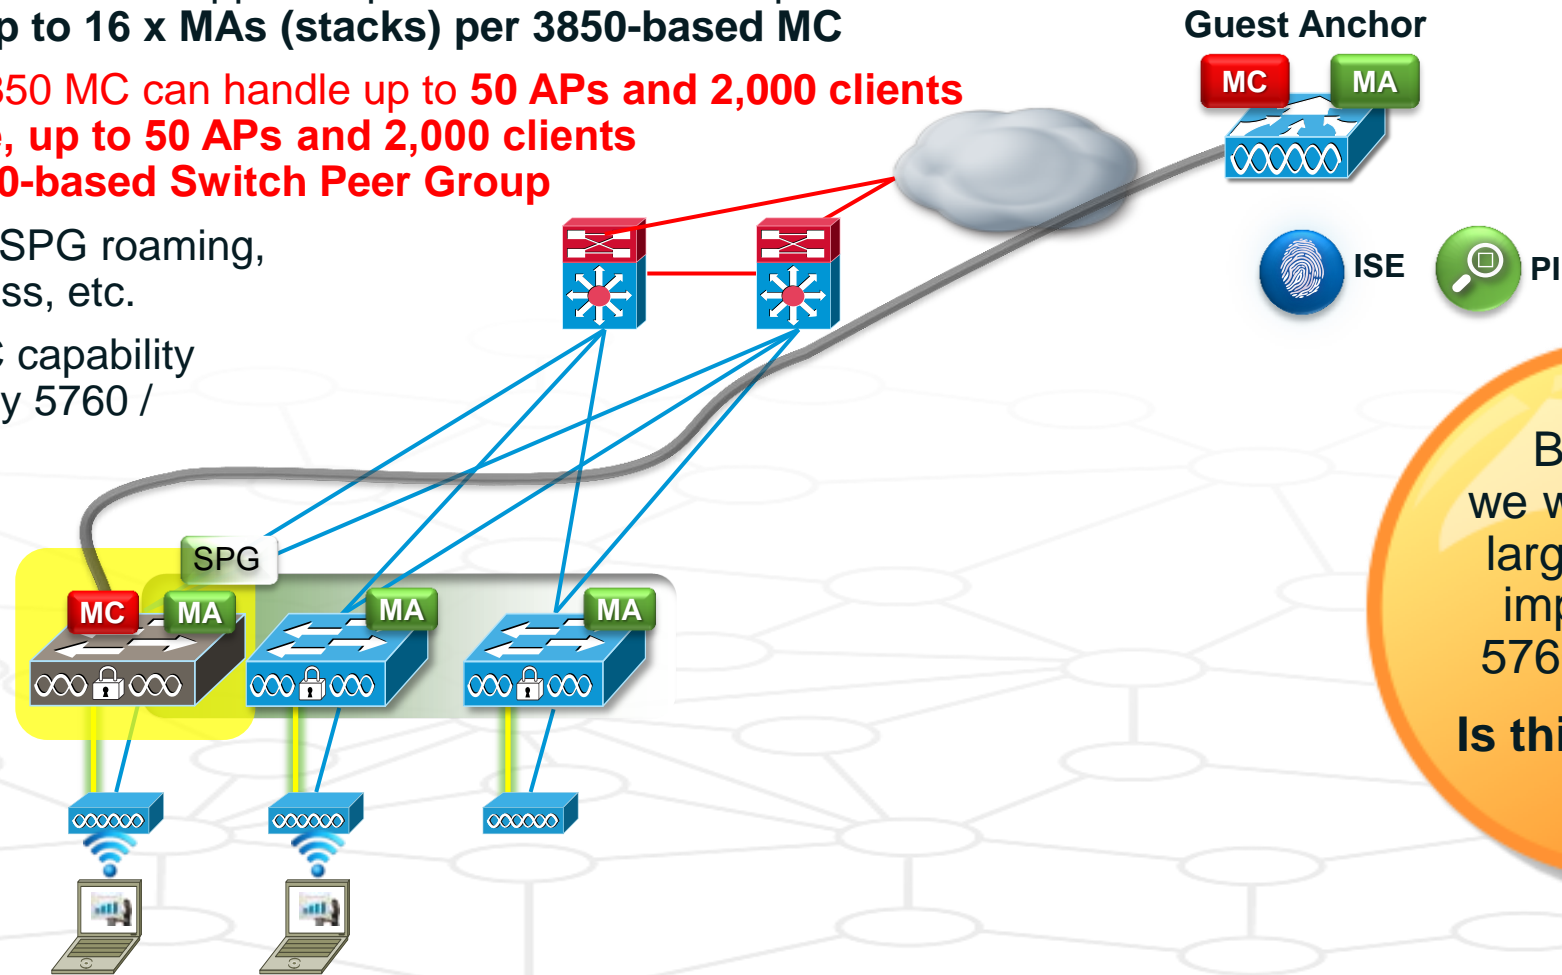 p to 16 x MAs (stacks) per 3850-based MC
Guest Anchor
MC
MA
350 MC can handle up to 50 APs and 2,000 clients
, up to 50 APs and 2,000 clients
0-based Switch Peer Group
SPG roaming,
ss, etc.
ISE
PI
C capability
y 5760 /
B
we w
larg
imp
576
Is thi
SPG
MC
MA
MA
MA